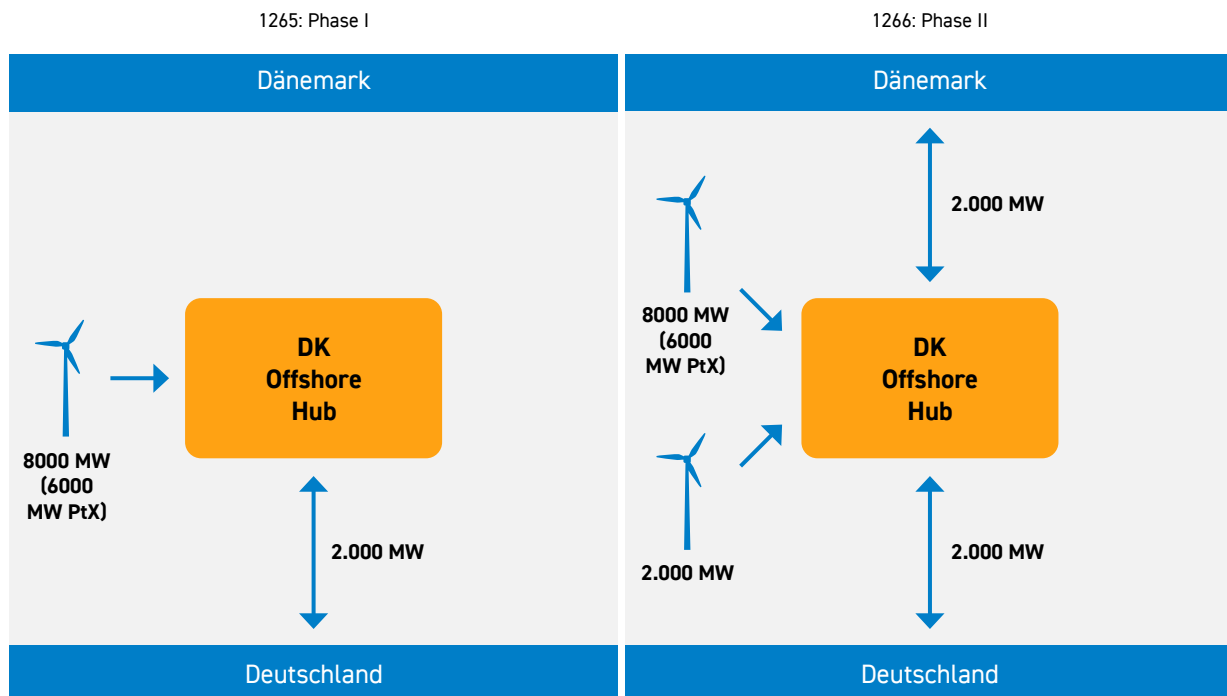 1265: Phase I
Dänemark
8000 MW
(6000
MW PtX)
DK
Offshore
Hub
2.000 MW
Deutschland
1266: Phase II
Dänemark
2.000 MW
8000 MW
(6000
MW PtX)
DK
Offshore
Hub
2.000 MW
2.000 MW
Deutschland